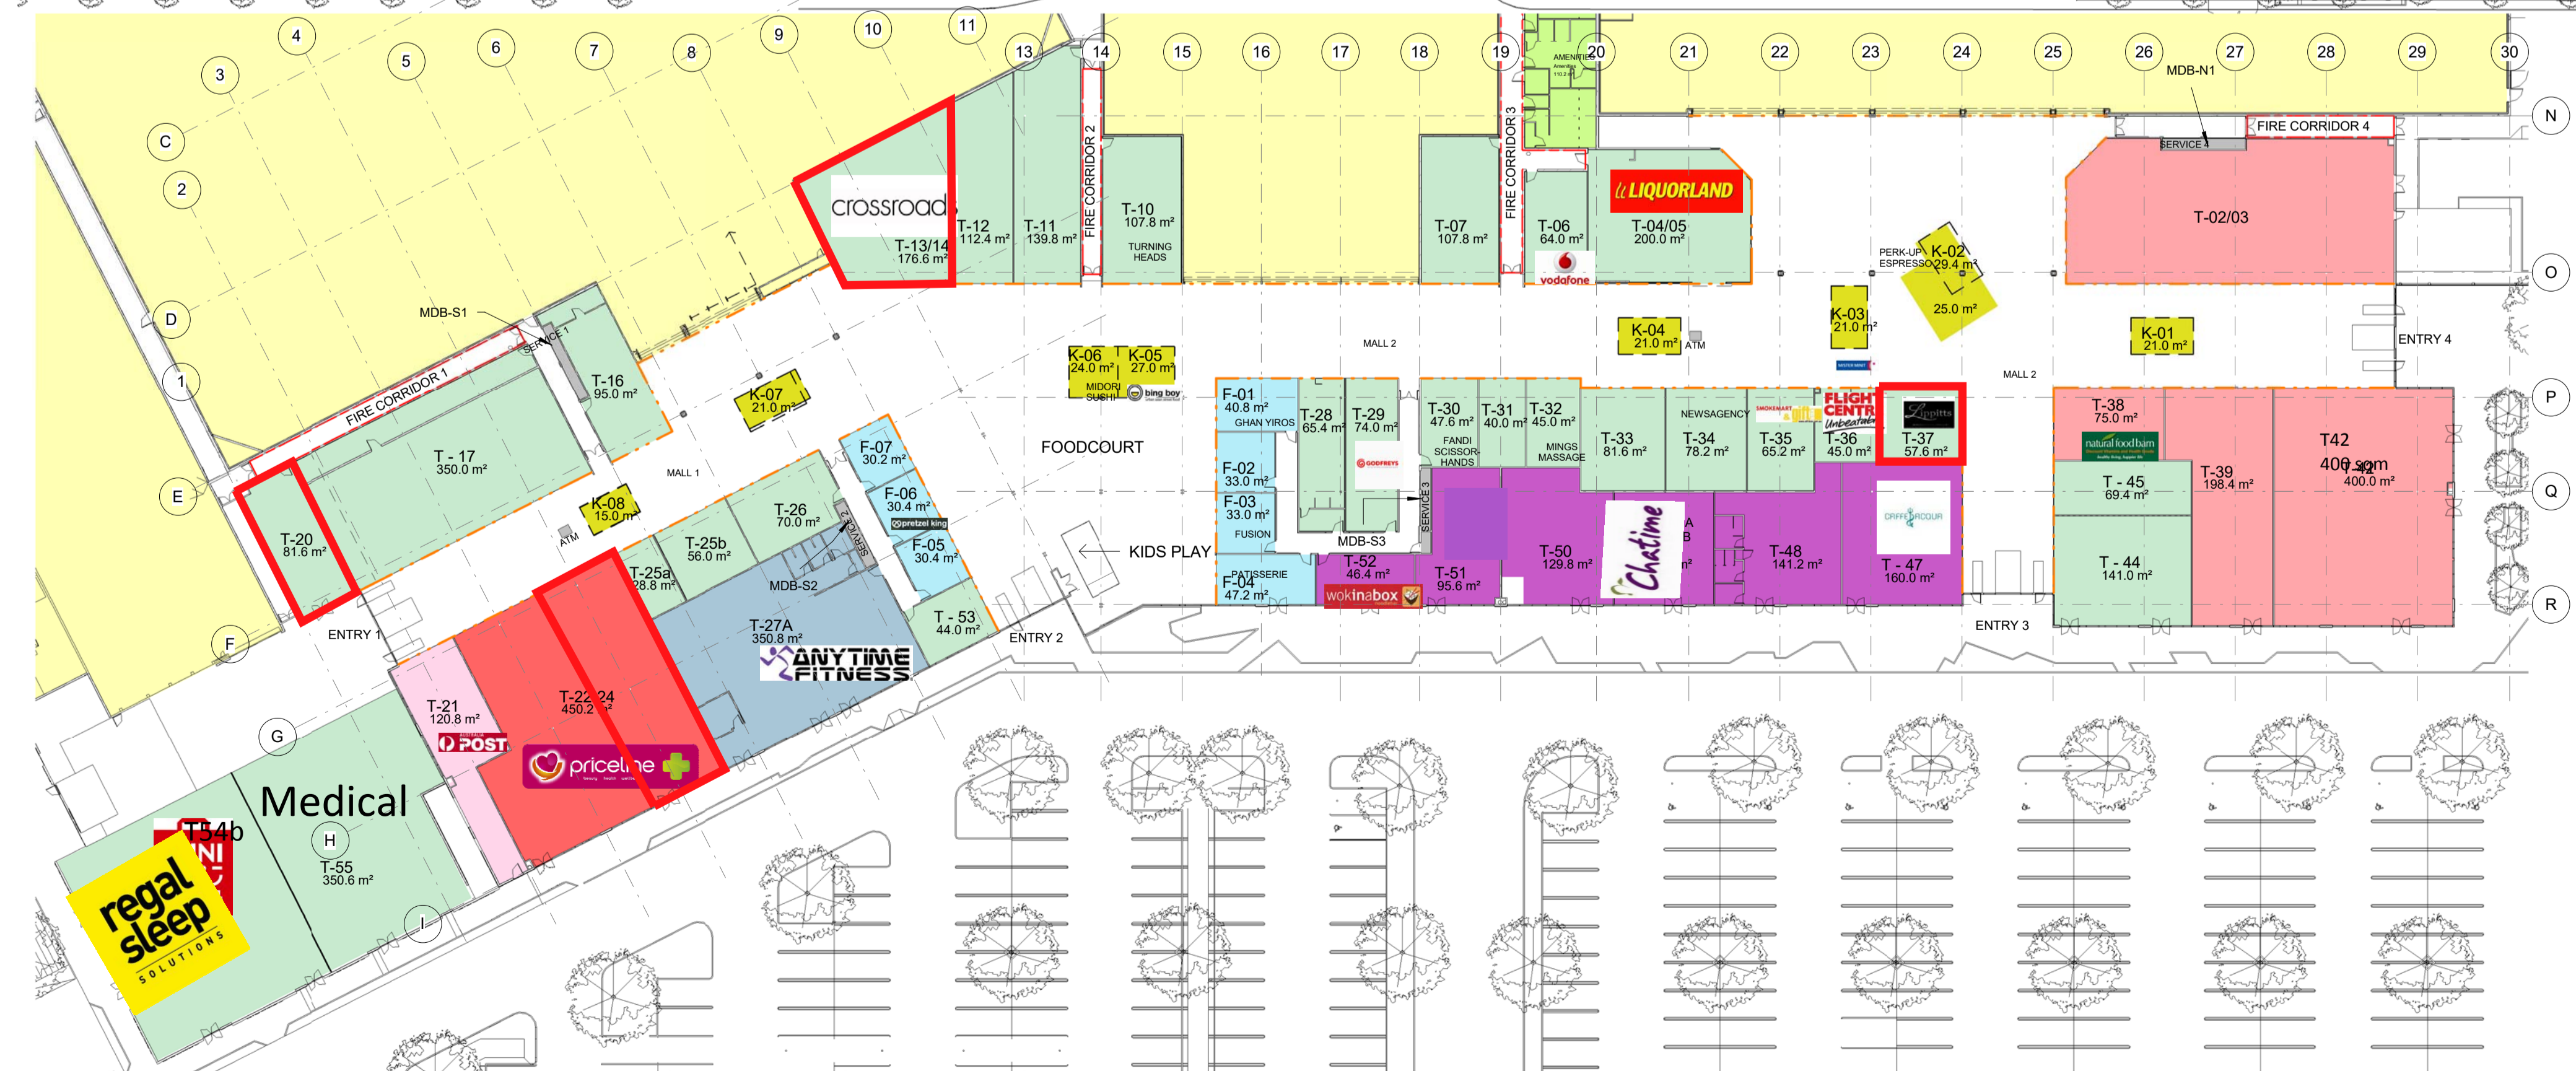 3
4
5
6
7
8
9
10
11
13
14
15
16
17
18
19
20
21
22
23
24
25
26
27
28
29
30
C
2
D
1
E
F
G
H
I
N
O
P
Q
R
MDB-N1
FIRE CORRIDOR 4
SERVICE 4
AMENITIES
Amenities
FIRE CORRIDOR 3
FIRE CORRIDOR 2
FIRE CORRIDOR 1
MDB-S1
SERVICE 1
crossroads
T-13/14
176.6 m²
T-12
112.4 m²
T-11
139.8 m²
T-10
107.8 m²
TURNING
HEADS
T-07
107.8 m²
T-06
64.0 m²
vodafone
LIQUORLAND
T-04/05
200.0 m²
PERK-UP
ESPRESSO
K-02
29.4 m²
25.0 m²
T-02/03
K-03
21.0 m²
MISTER MINIT
K-04
21.0 m²
ATM
K-01
21.0 m²
ENTRY 4
MALL 2
MALL 2
K-06
24.0 m²
MIDORI
SUSHI
K-05
27.0 m²
bing boy
T-16
95.0 m²
K-07
21.0 m²
T - 17
350.0 m²
MALL 1
K-08
15.0 m²
ATM
T-20
81.6 m²
FOODCOURT
KIDS PLAY
F-07
30.2 m²
F-06
30.4 m²
pretzel king
F-05
30.4 m²
T - 53
44.0 m²
SERVICE 2
T-26
70.0 m²
T-25b
56.0 m²
T-25a
28.8 m²
MDB-S2
T-27A
350.8 m²
ANYTIME
FITNESS
ENTRY 1
ENTRY 2
T-21
120.8 m²
AUSTRALIA
POST
T-22/24
450.2 m²
priceline
Medical
T-55
350.6 m²
T54b
regal
sleep
SOLUTIONS
F-01
40.8 m²
GHAN YIROS
F-02
33.0 m²
F-03
33.0 m²
FUSION
PATISSERIE
F-04
47.2 m²
T-28
65.4 m²
T-29
74.0 m²
GODFREYS
MDB-S3
SERVICE 3
T-30
47.6 m²
FANDI
SCISSOR-
HANDS
T-31
40.0 m²
T-32
45.0 m²
MINGS
MASSAGE
T-33
81.6 m²
NEWSAGENCY
T-34
78.2 m²
SMOKEMART
& gift
T-35
65.2 m²
FLIGHT
CENTRE
Unbeatable
T-36
45.0 m²
Lippitts
T-37
57.6 m²
T-52
46.4 m²
wokinabox
T-51
95.6 m²
T-50
129.8 m²
Chatime
T-48
141.2 m²
CAFFE ACQUA
T - 47
160.0 m²
ENTRY 3
T-38
75.0 m²
natural food barn
T - 45
69.4 m²
T - 44
141.0 m²
T-39
198.4 m²
T42
400 sqm
T-42
400.0 m²